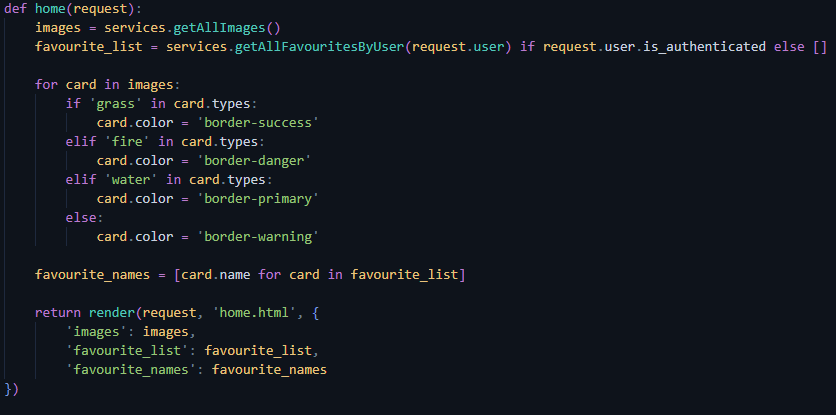 def home(request):
    images = services.getAllImages()
    favourite_list = services.getAllFavouritesByUser(request.user) if request.user.is_authenticated else []

    for card in images:
        if 'grass' in card.types:
            card.color = 'border-success'
        elif 'fire' in card.types:
            card.color = 'border-danger'
        elif 'water' in card.types:
            card.color = 'border-primary'
        else:
            card.color = 'border-warning'

    favourite_names = [card.name for card in favourite_list]

    return render(request, 'home.html', {
        'images': images,
        'favourite_list': favourite_list,
        'favourite_names': favourite_names
})